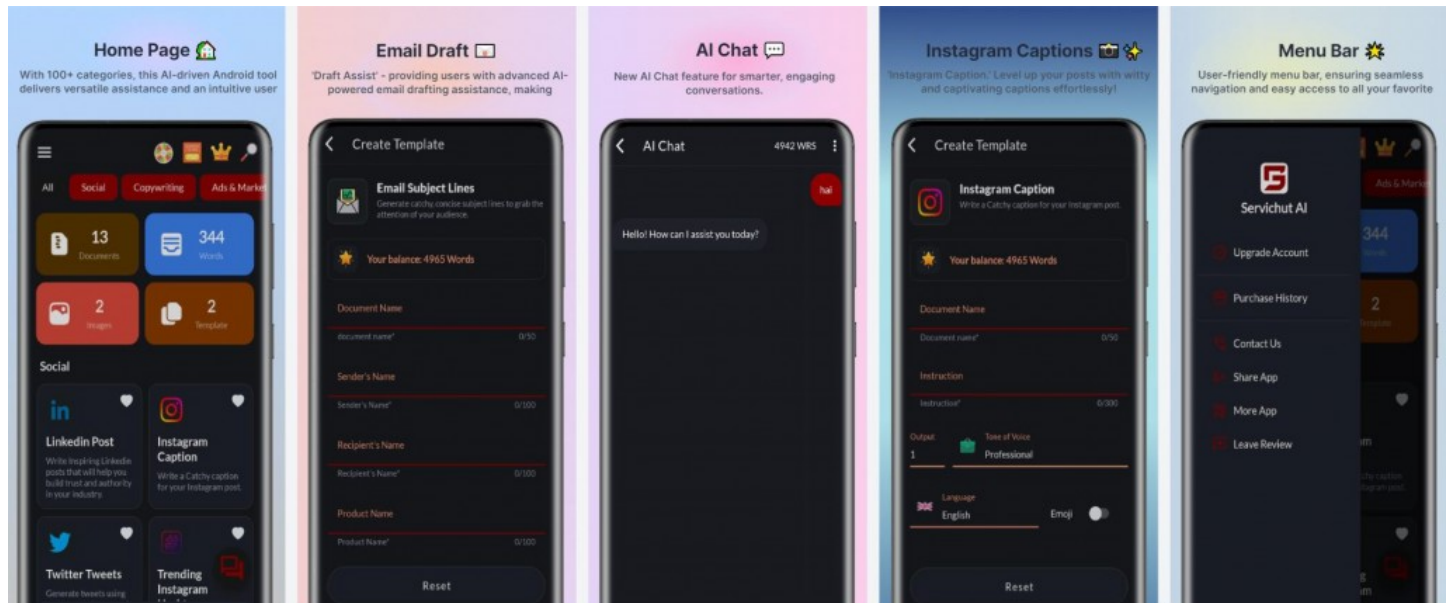 Home Page
With 100+ categories, this AI-driven Android tool
delivers versatile assistance and an intuitive user
All
Social
Copywriting
Ads & Market
13
Documents
344
Words
2
Images
2
Template
Social
in
Linkedin Post
Write Inspiring Linkedin
posts that will help you
build trust and authority
in your industry.
Instagram
Caption
Write a Catchy caption
for your Instagram post.
Twitter Tweets
Generate tweets using
Trending
Instagram
Email Draft
'Draft Assist' - providing users with advanced AI-
powered email drafting assistance, making
Create Template
Email Subject Lines
Generate catchy, concise subject lines to grab the
attention of your audience.
Your balance: 4965 Words
Document Name
document name*
0/50
Sender's Name
Sender's Name*
0/100
Recipient's Name
Recipient's Name*
0/100
Product Name
Product Name*
0/100
Reset
AI Chat
New AI Chat feature for smarter, engaging
conversations.
AI Chat
4942 WRS
hai
Hello! How can I assist you today?
Instagram Captions
'Instagram Caption.' Level up your posts with witty
and captivating captions effortlessly!
Create Template
Instagram Caption
Write a Catchy caption for your Instagram post.
Your balance: 4965 Words
Document Name
Document name*
0/50
Instruction
Instruction*
0/300
Output
1
Tone of Voice
Professional
Language
English
Emoji
Reset
Menu Bar
User-friendly menu bar, ensuring seamless
navigation and easy access to all your favorite
Servichut AI
Upgrade Account
Purchase History
Contact Us
Share App
More App
Leave Review
Ads & Marke
344
2